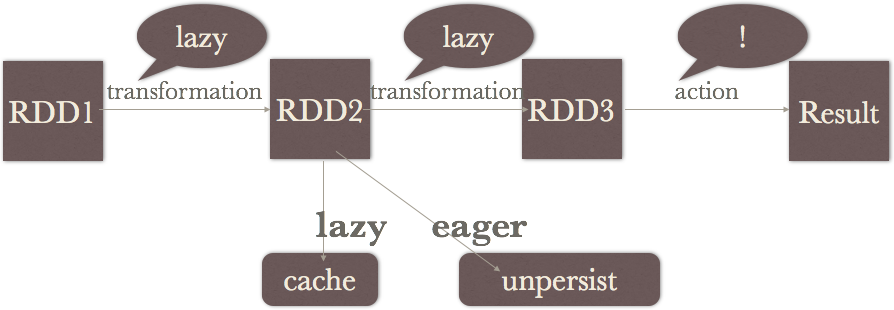 lazy
lazy
!
transformation
transformation
action
RDD1
RDD2
RDD3
Result
lazy
eager
cache
unpersist